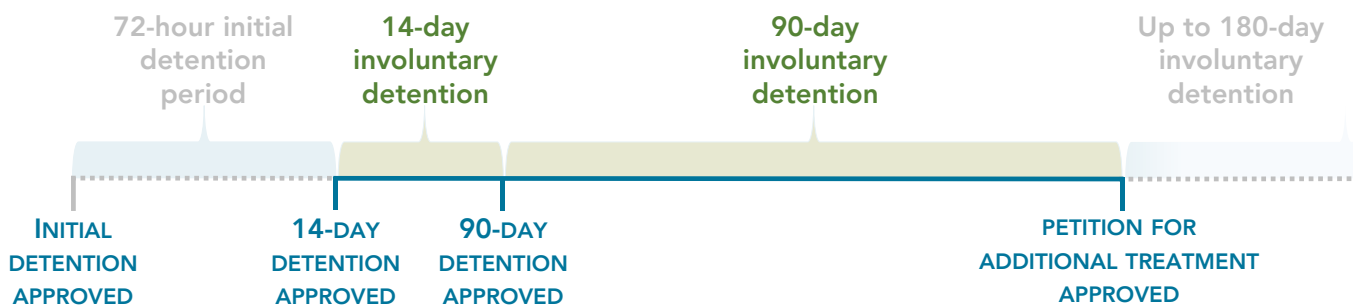 72-hour initial
detention
period
14-day
involuntary
detention
90-day
involuntary
detention
Up to 180-day
involuntary
detention
INITIAL
DETENTION
APPROVED
14-DAY
DETENTION
APPROVED
90-DAY
DETENTION
APPROVED
PETITION FOR
ADDITIONAL TREATMENT
APPROVED